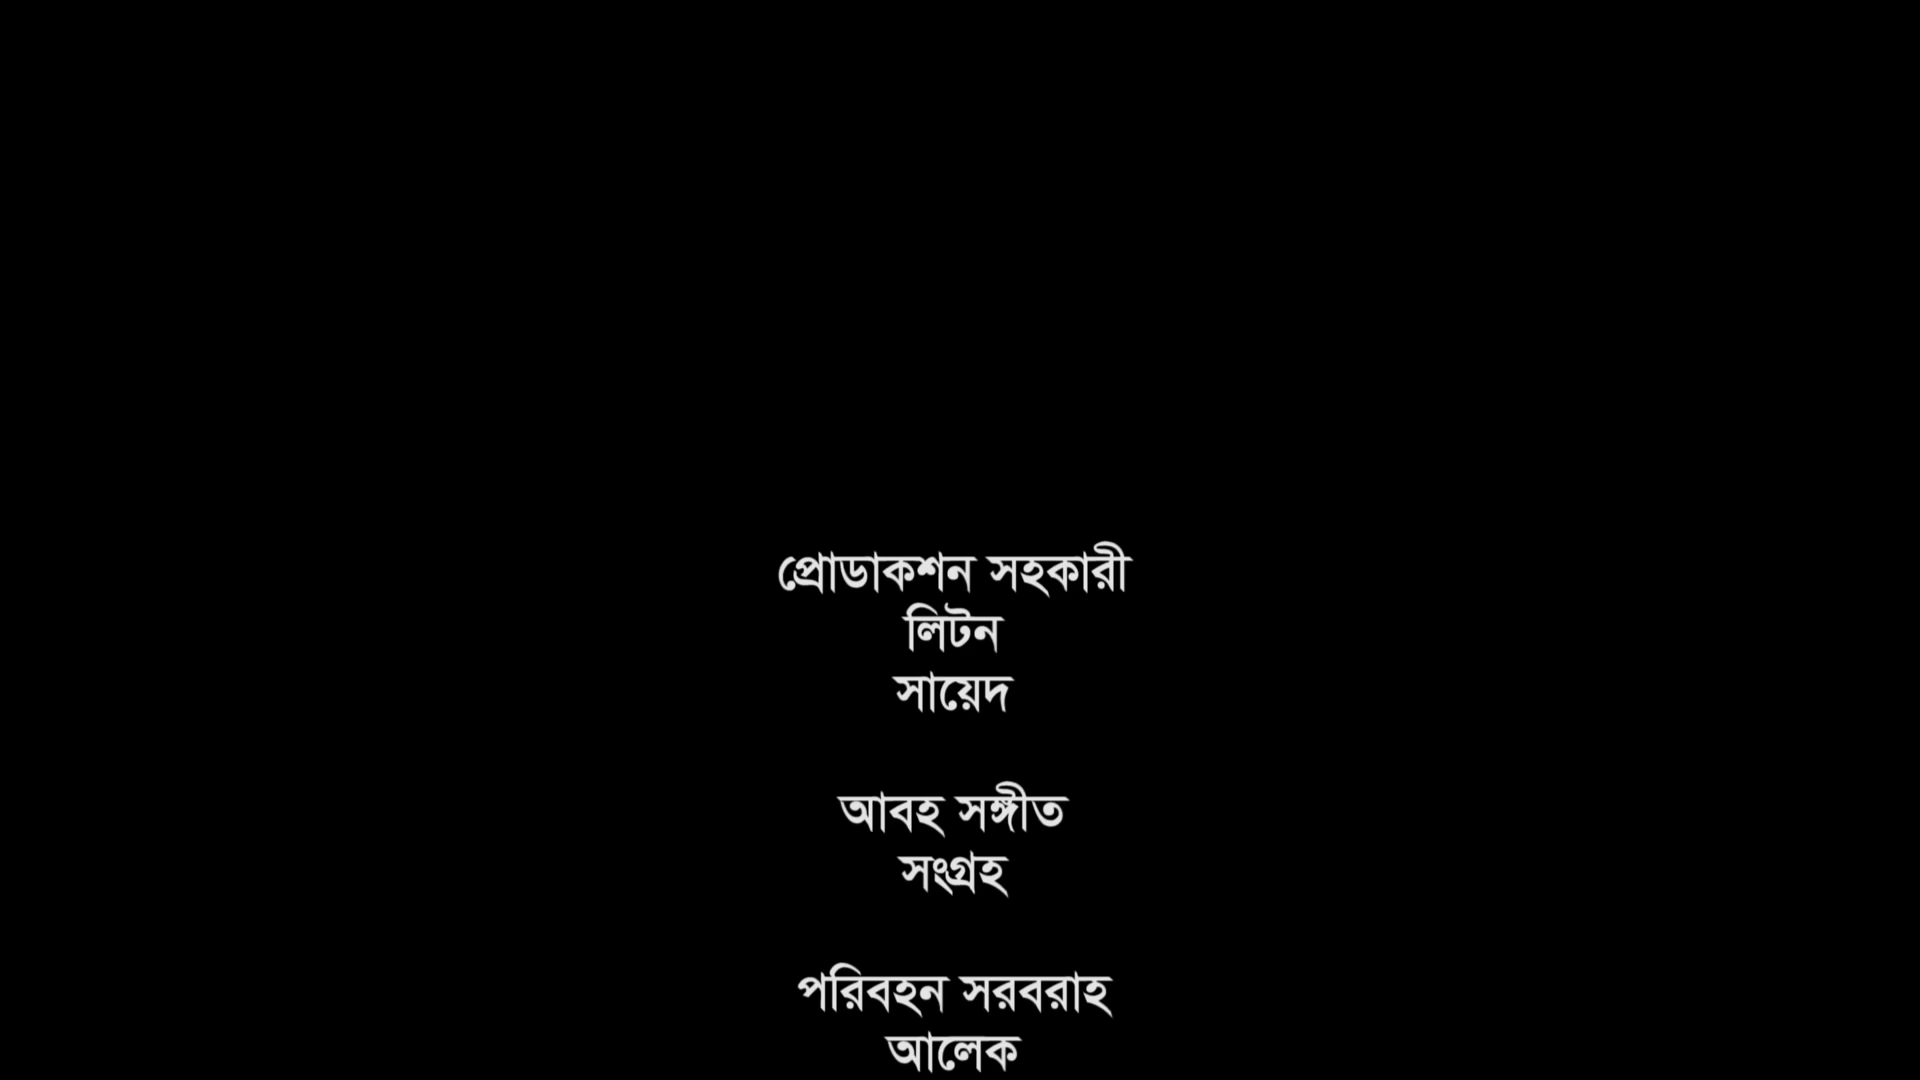 প্রোডাকশন সহকারী
লিটন
সায়েদ
আবহ সঙ্গীত
সংগ্রহ
পরিবহন সরবরাহ
আলেক